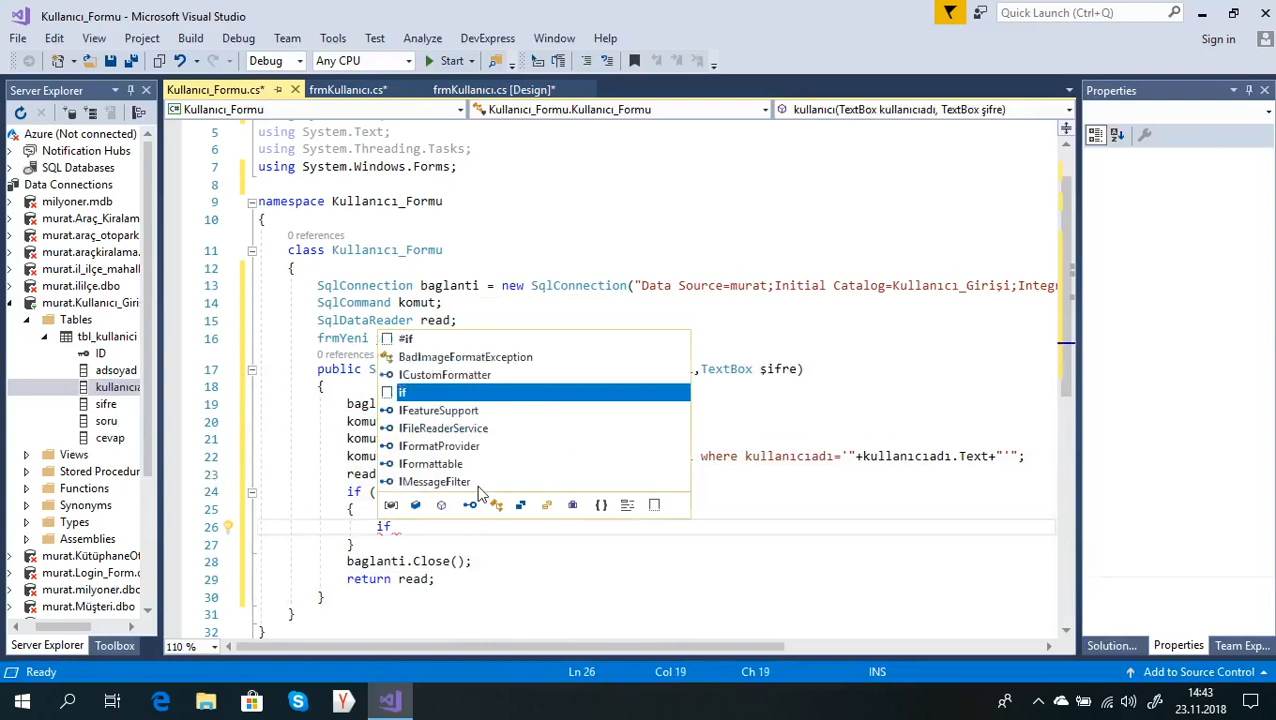 Kullanıcı_Formu - Microsoft Visual Studio
Quick Launch (Ctrl+Q)
File Edit View Project Build Debug Team Tools Test Analyze DevExpress Window Help
Sign in
Debug Any CPU Start
Server Explorer
Kullanıcı_Formu.cs* frmKullanıcı.cs* frmKullanıcı.cs [Design]*
Properties
Kullanıcı_Formu Kullanıcı_Formu.Kullanıcı_Formu kullanıcı(TextBox kullanıcıadı, TextBox şifre)
Azure (Not connected)
Notification Hubs
SQL Databases
Data Connections
milyoner.mdb
murat.Araç_Kiralam
murat.araç_otopark
murat.araçkiralama.
murat.il_ilçe_mahall
murat.ililçe.dbo
murat.Kullanıcı_Giri
Tables
tbl_kullanici
ID
adsoyad
kullanıcıa
sifre
soru
cevap
Views
Stored Procedur
Functions
Synonyms
Types
Assemblies
murat.KütüphaneOt
murat.Login_Form.d
murat.milyoner.dbo
murat.Müşteri.dbo
5 using System.Text;
6 using System.Threading.Tasks;
7 using System.Windows.Forms;
8
9 namespace Kullanıcı_Formu
10 {
0 references
11 class Kullanıcı_Formu
12 {
13 SqlConnection baglanti = new SqlConnection("Data Source=murat;Initial Catalog=Kullanıcı_Girişi;Integr
14 SqlCommand komut;
15 SqlDataReader read;
16 frmYeni
0 references
17 public S ,TextBox $ifre)
18 {
19 bagl
20 komu
21 komu
22 komu where kullanıcıadı='"+kullanıcıadı.Text+"'";
23 read
24 if (
25 {
26 if
27 }
28 baglanti.Close();
29 return read;
30 }
31 }
32 }
#if
BadImageFormatException
ICustomFormatter
if
IFeatureSupport
IFileReaderService
IFormatProvider
IFormattable
IMessageFilter
110 %
Server Explorer Toolbox
Solution... Properties Team Exp...
Ready Ln 26 Col 19 Ch 19 INS Add to Source Control
14:43
23.11.2018